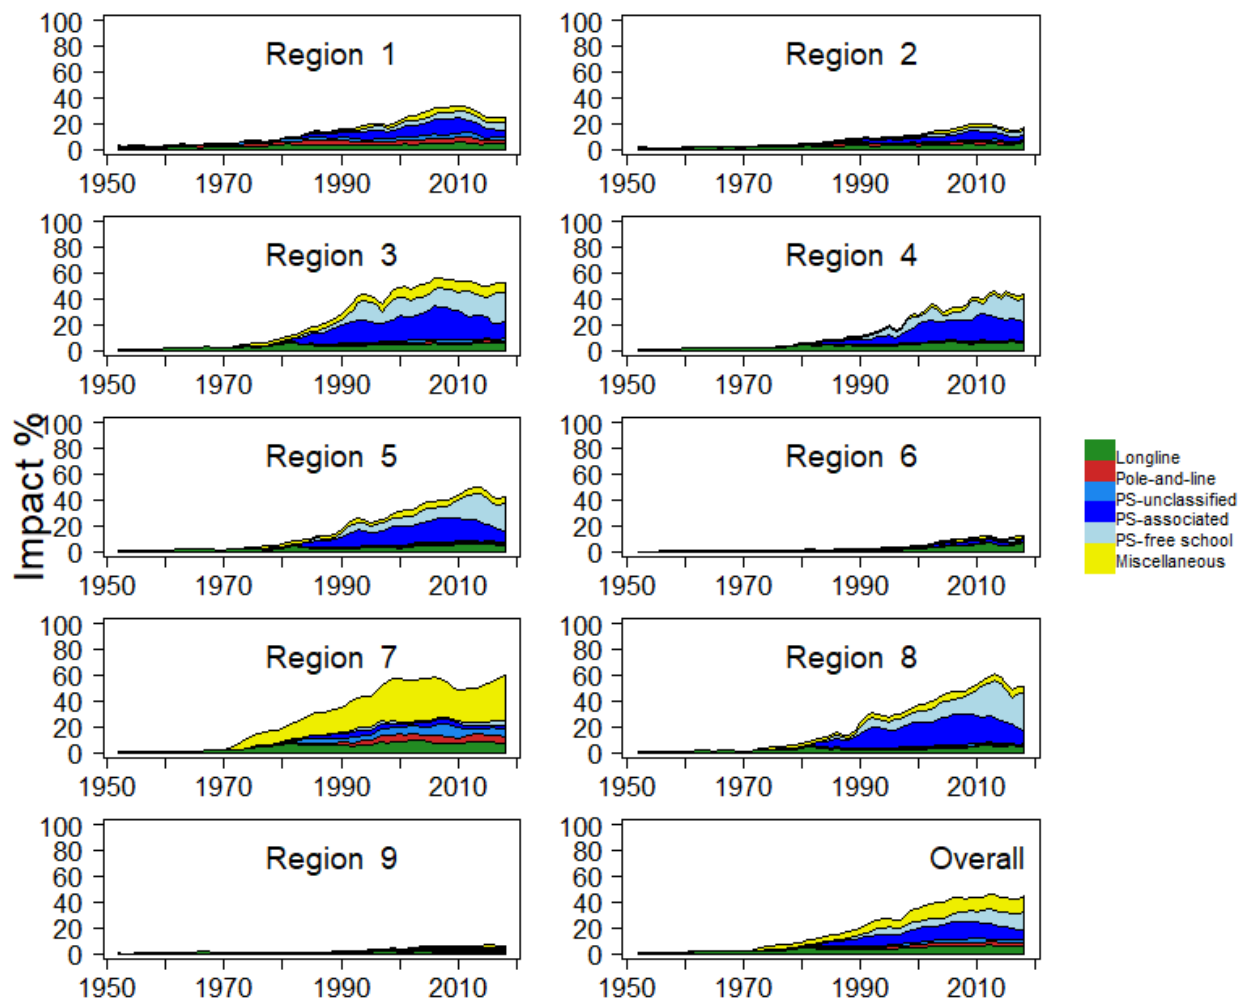 Impact %
Region 1
100
80
60
40
20
0
1950 1970 1990 2010
Region 2
100
80
60
40
20
0
1950 1970 1990 2010
Region 3
100
80
60
40
20
0
1950 1970 1990 2010
Region 4
100
80
60
40
20
0
1950 1970 1990 2010
Region 5
100
80
60
40
20
0
1950 1970 1990 2010
Region 6
100
80
60
40
20
0
1950 1970 1990 2010
Region 7
100
80
60
40
20
0
1950 1970 1990 2010
Region 8
100
80
60
40
20
0
1950 1970 1990 2010
Region 9
100
80
60
40
20
0
1950 1970 1990 2010
Overall
100
80
60
40
20
0
1950 1970 1990 2010
Longline
Pole-and-line
PS-unclassified
PS-associated
PS-free school
Miscellaneous